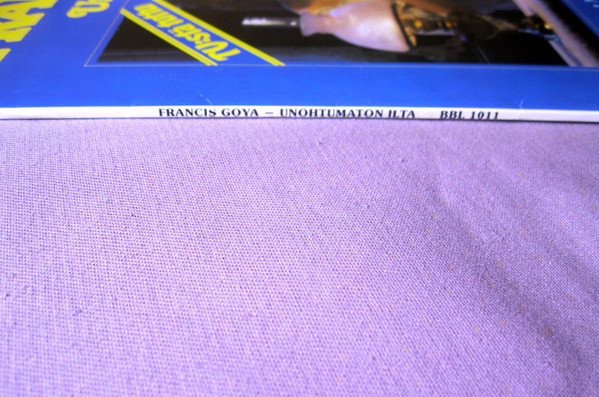 TV:stä tuttu
FRANCIS GOYA — UNOHTUMATON ILTA BBL 1011